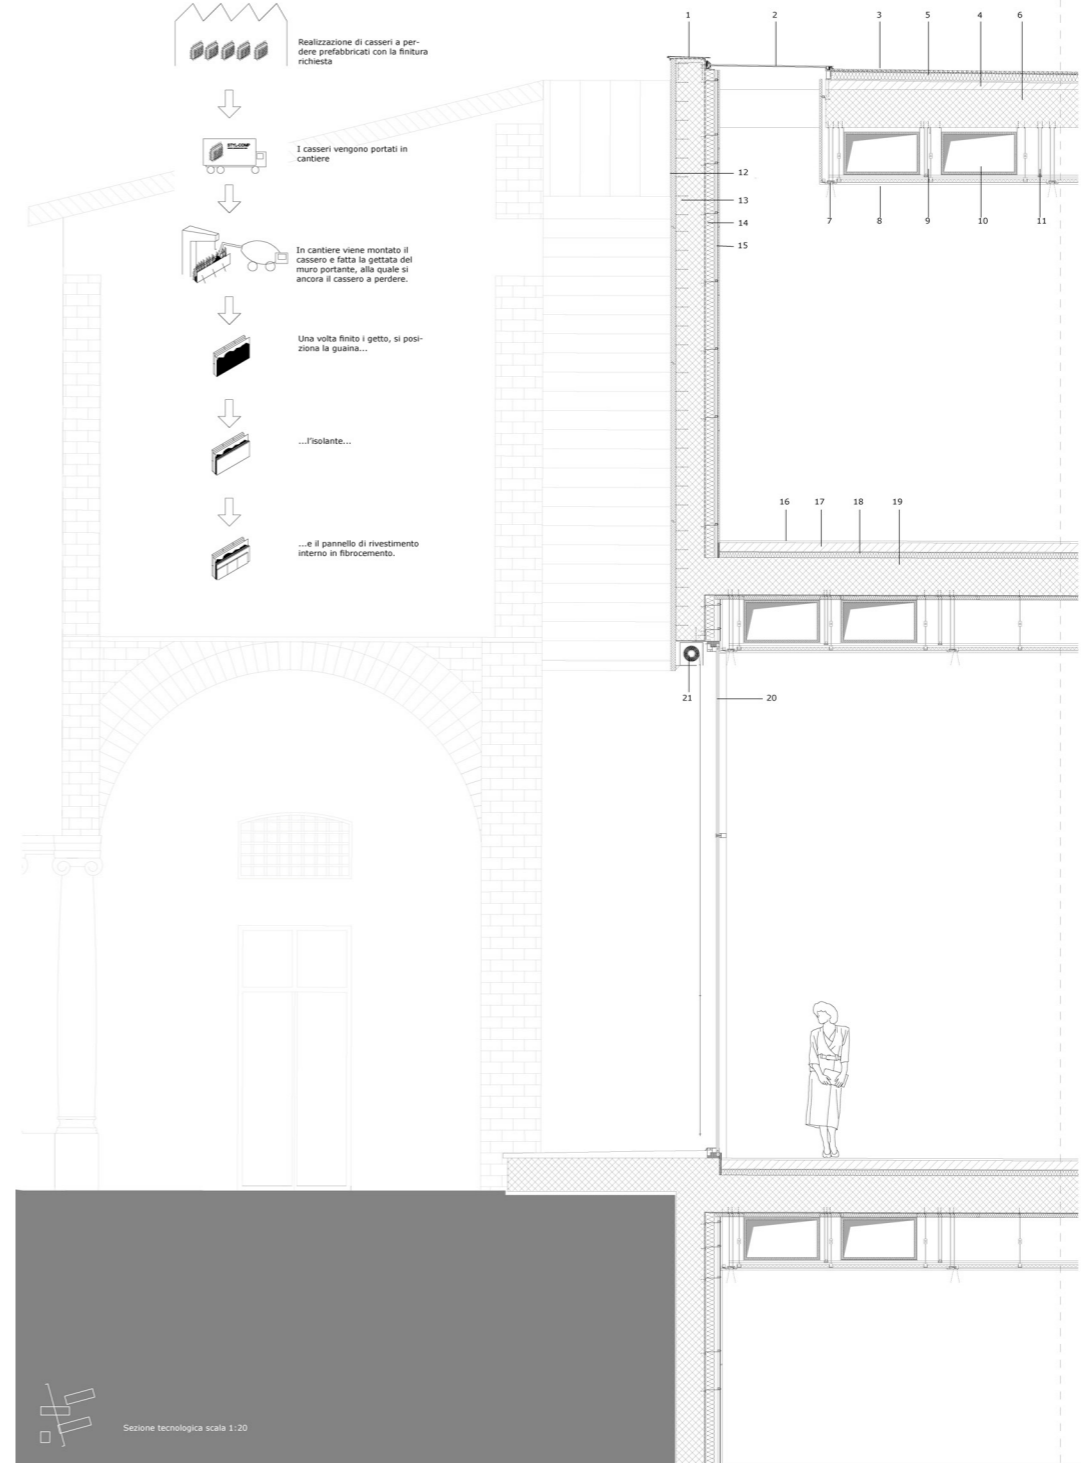 Realizzazione di casseri a per-
dere prefabbricati con la finitura
richiesta
I casseri vengono portati in
cantiere
In cantiere viene montato il
cassero e fatta la gettata del
muro portante, alla quale si
ancora il cassero a perdere.
Una volta finito i getto, si posi-
ziona la guaina...
...l'isolante...
...e il pannello di rivestimento
interno in fibrocemento.
1 2 3 5 4 6
12
13
14
15
7 8 9 10 11
16 17 18 19
21 20
Sezione tecnologica scala 1:20